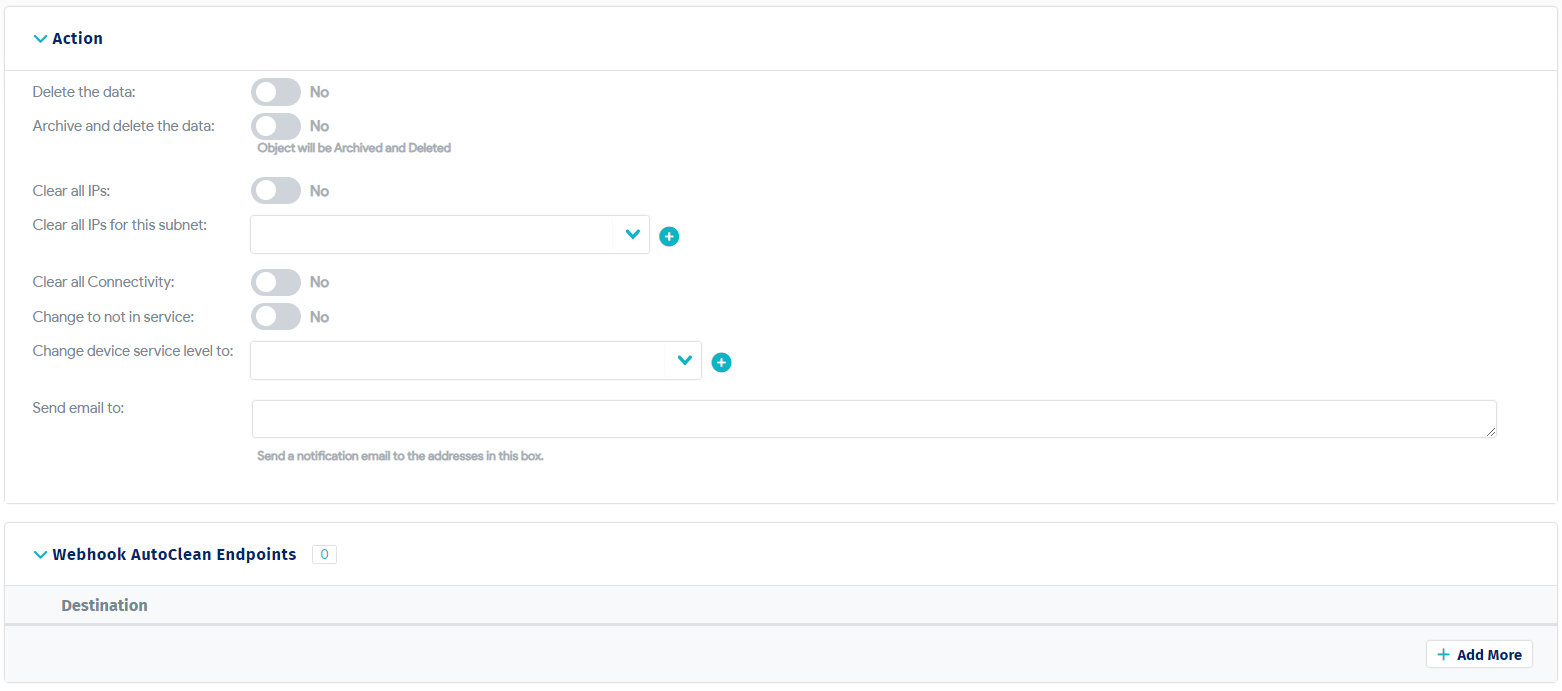 Action
Delete the data: No
Archive and delete the data: No
Object will be Archived and Deleted
Clear all IPs: No
Clear all IPs for this subnet:
Clear all Connectivity: No
Change to not in service: No
Change device service level to:
Send email to:
Send a notification email to the addresses in this box.
Webhook AutoClean Endpoints 0
Destination
Add More